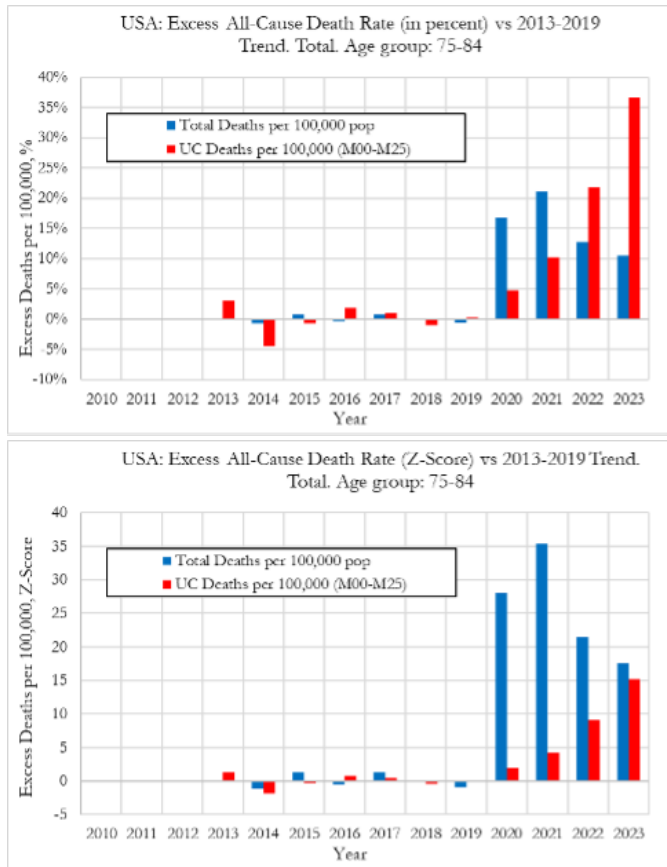 USA: Excess All-Cause Death Rate (in percent) vs 2013-2019
Trend. Total. Age group: 75-84
Excess Deaths per 100,000, %
40%
35%
30%
25%
20%
15%
10%
5%
0%
-5%
-10%
Total Deaths per 100,000 pop
UC Deaths per 100,000 (M00-M25)
2010 2011 2012 2013 2014 2015 2016 2017 2018 2019 2020 2021 2022 2023
Year
USA: Excess All-Cause Death Rate (Z-Score) vs 2013-2019 Trend.
Total. Age group: 75-84
Excess Deaths per 100,000, Z-Score
40
35
30
25
20
15
10
5
0
-5
Total Deaths per 100,000 pop
UC Deaths per 100,000 (M00-M25)
2010 2011 2012 2013 2014 2015 2016 2017 2018 2019 2020 2021 2022 2023
Year